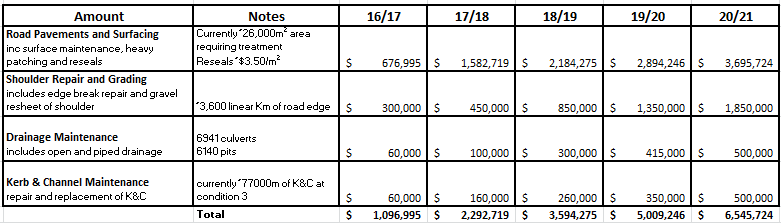 Amount Notes 16/17 17/18 18/19 19/20 20/21
Road Pavements and Surfacing
inc surface maintenance, heavy
patching and reseals
Currently ~26,000m² area
requiring treatment
Reseals ~$3.50/m²
$ 676,995 $ 1,582,719 $ 2,184,275 $ 2,894,246 $ 3,695,724
Shoulder Repair and Grading
includes edge break repair and gravel
resheet of shoulder
~3,600 linear Km of road edge
$ 300,000 $ 450,000 $ 850,000 $ 1,350,000 $ 1,850,000
Drainage Maintenance
includes open and piped drainage
6941 culverts
6140 pits
$ 60,000 $ 100,000 $ 300,000 $ 415,000 $ 500,000
Kerb & Channel Maintenance
repair and replacement of K&C
currently ~77000m of K&C at
condition 3
$ 60,000 $ 160,000 $ 260,000 $ 350,000 $ 500,000
Total $ 1,096,995 $ 2,292,719 $ 3,594,275 $ 5,009,246 $ 6,545,724